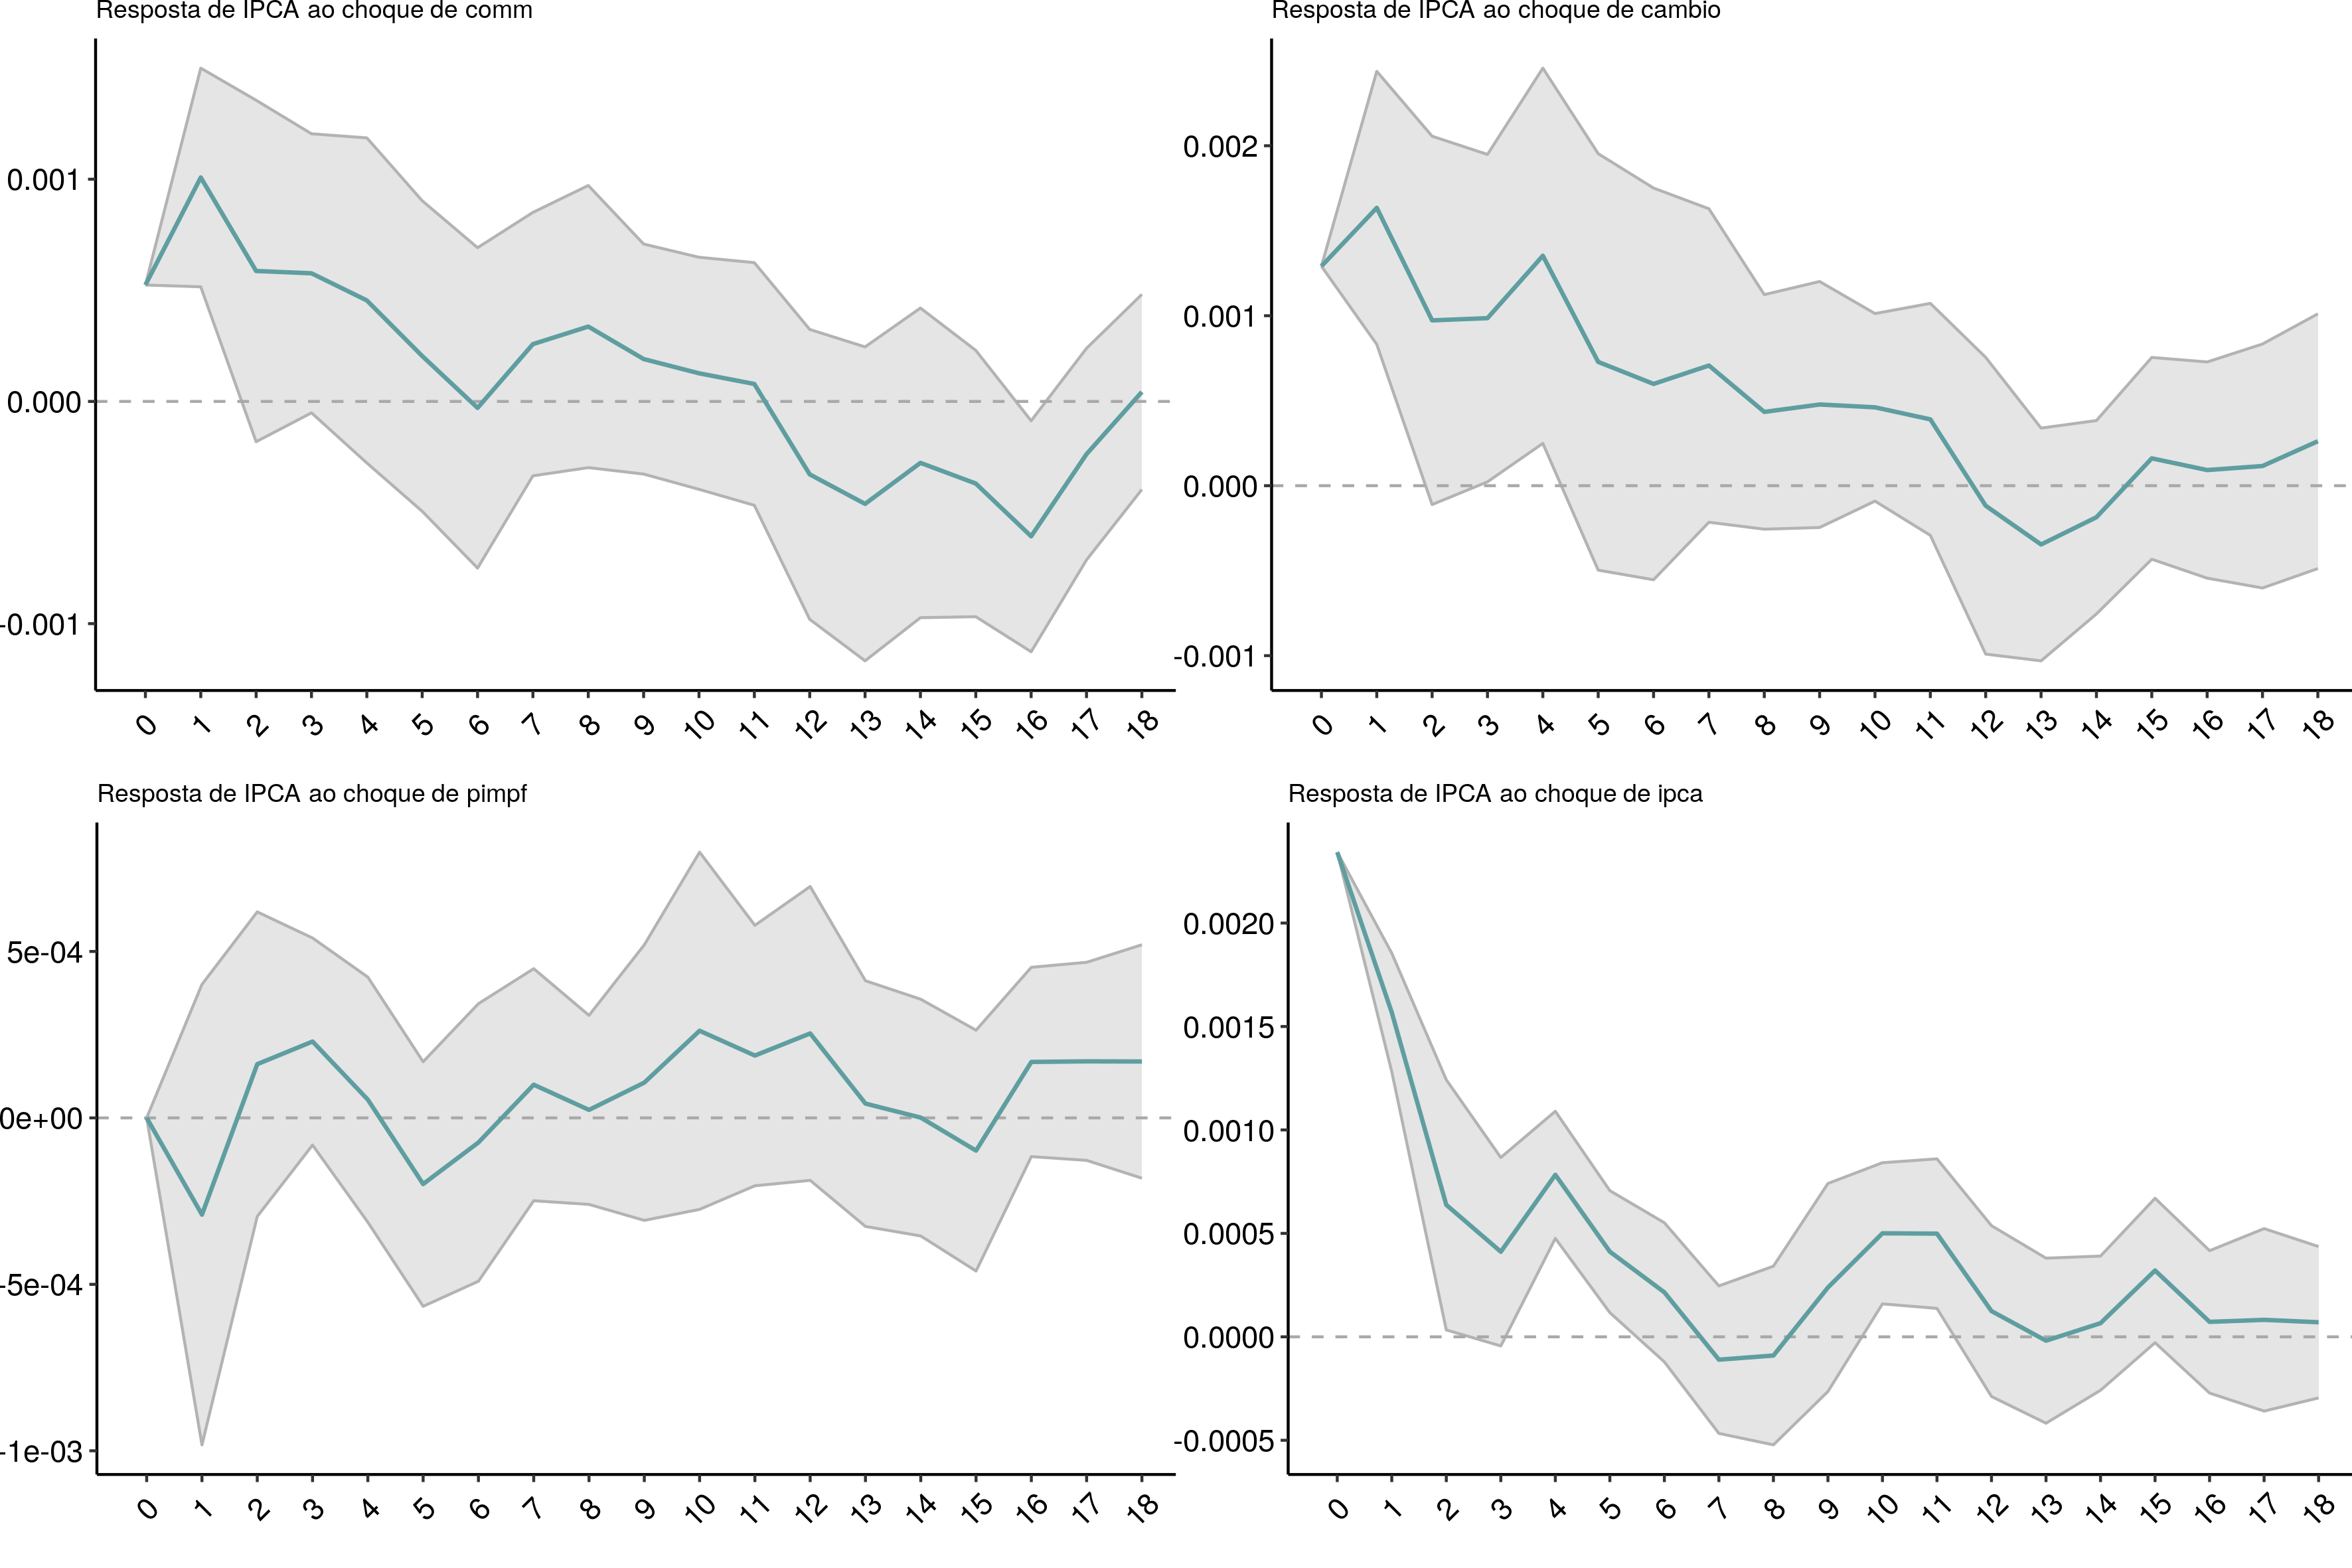 Resposta de IPCA ao choque de comm
0.001
0.000
-0.001
0 1 2 3 4 5 6 7 8 9 10 11 12 13 14 15 16 17 18
Resposta de IPCA ao choque de cambio
0.002
0.001
0.000
-0.001
0 1 2 3 4 5 6 7 8 9 10 11 12 13 14 15 16 17 18
Resposta de IPCA ao choque de pimpf
5e-04
0e+00
-5e-04
-1e-03
0 1 2 3 4 5 6 7 8 9 10 11 12 13 14 15 16 17 18
Resposta de IPCA ao choque de ipca
0.0020
0.0015
0.0010
0.0005
0.0000
-0.0005
0 1 2 3 4 5 6 7 8 9 10 11 12 13 14 15 16 17 18